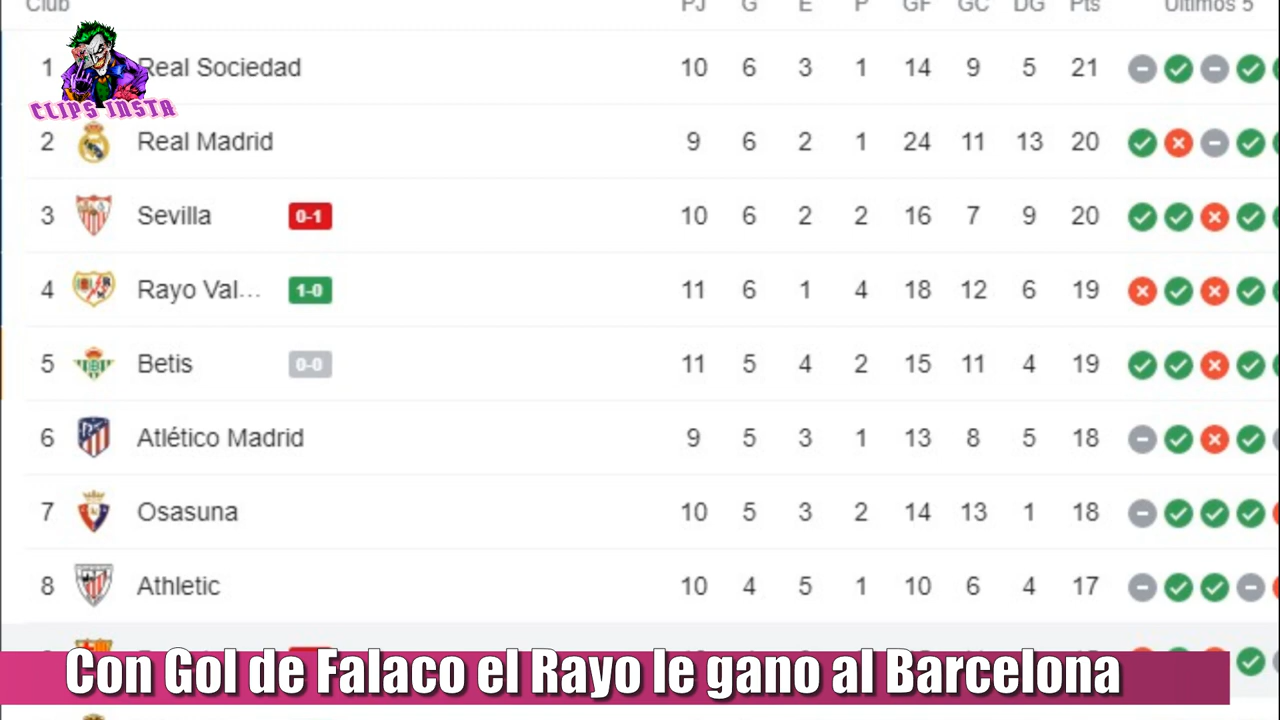 Club PJ G E P GF GC DG Pts Últimos 5
1 Real Sociedad 10 6 3 1 14 9 5 21
CLIPS INSTA
2 Real Madrid 9 6 2 1 24 11 13 20
3 Sevilla 0-1 10 6 2 2 16 7 9 20
4 Rayo Val... 1-0 11 6 1 4 18 12 6 19
5 Betis 0-0 11 5 4 2 15 11 4 19
6 Atlético Madrid 9 5 3 1 13 8 5 18
7 Osasuna 10 5 3 2 14 13 1 18
8 Athletic 10 4 5 1 10 6 4 17
Con Gol de Falaco el Rayo le gano al Barcelona